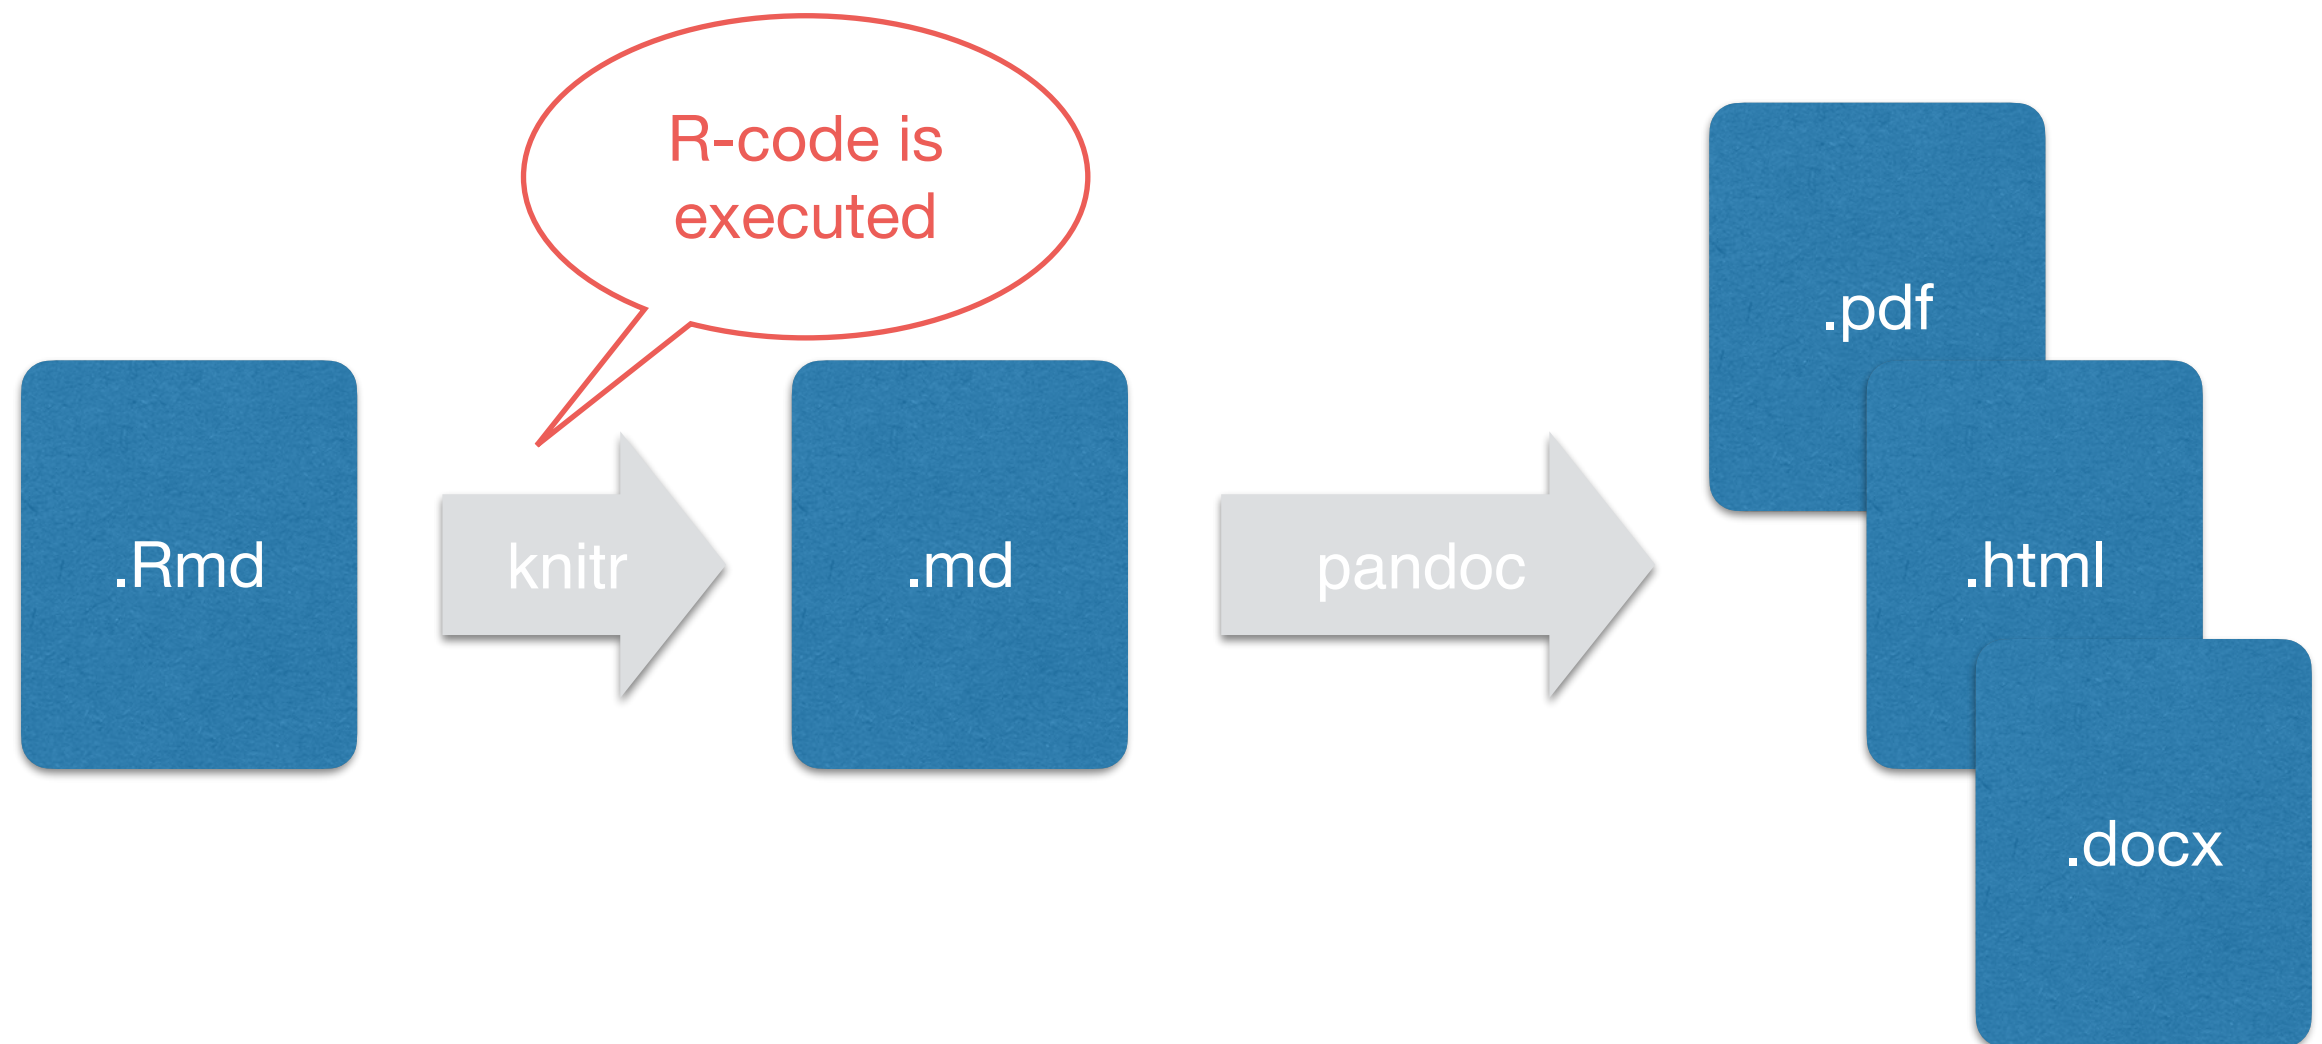 R-code is
executed
.Rmd
knitr
.md
pandoc
.pdf
.html
.docx